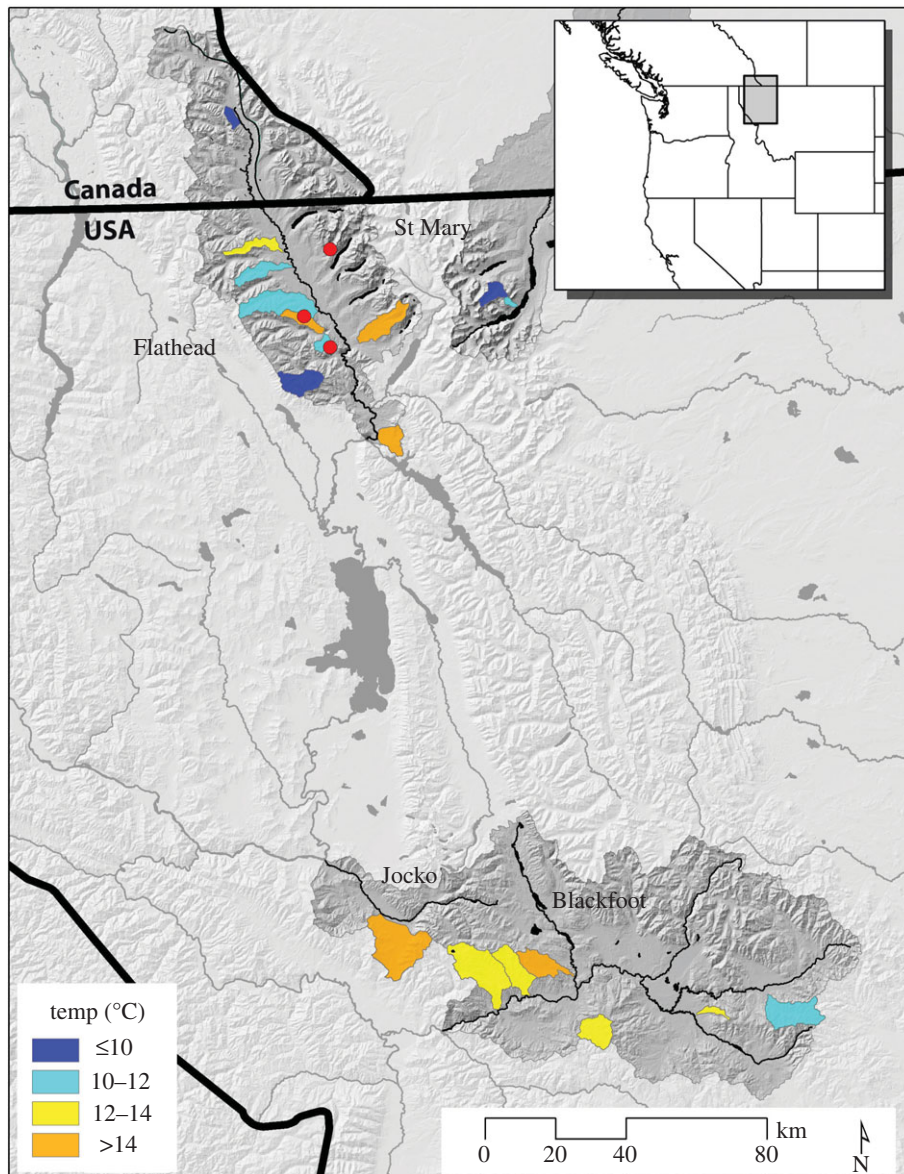 Canada
USA
St Mary
Flathead
Jocko
Blackfoot
temp (°C)
≤10
10–12
12–14
>14
km
0 20 40 80
N